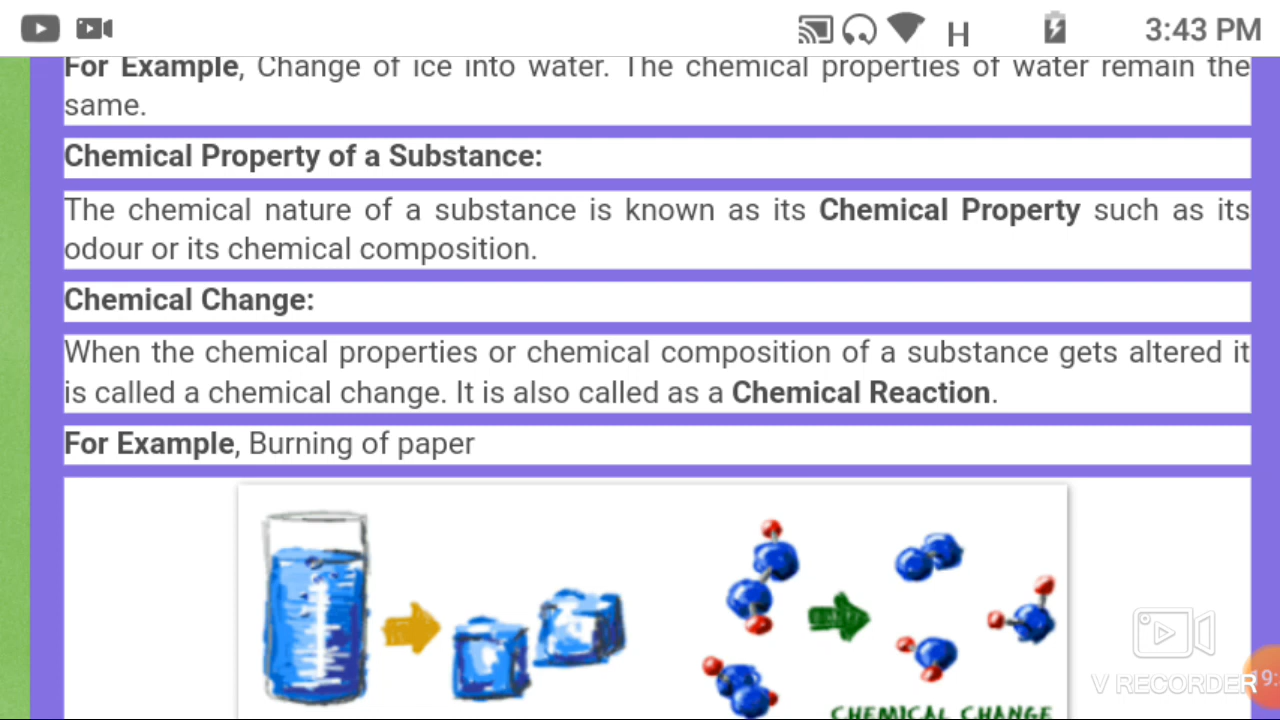 3:43 PM
H
For Example, Change of ice into water. The chemical properties of water remain the
same.
Chemical Property of a Substance:
The chemical nature of a substance is known as its Chemical Property such as its
odour or its chemical composition.
Chemical Change:
When the chemical properties or chemical composition of a substance gets altered it
is called a chemical change. It is also called as a Chemical Reaction.
For Example, Burning of paper
CHEMICAL CHANGE
V RECORDER